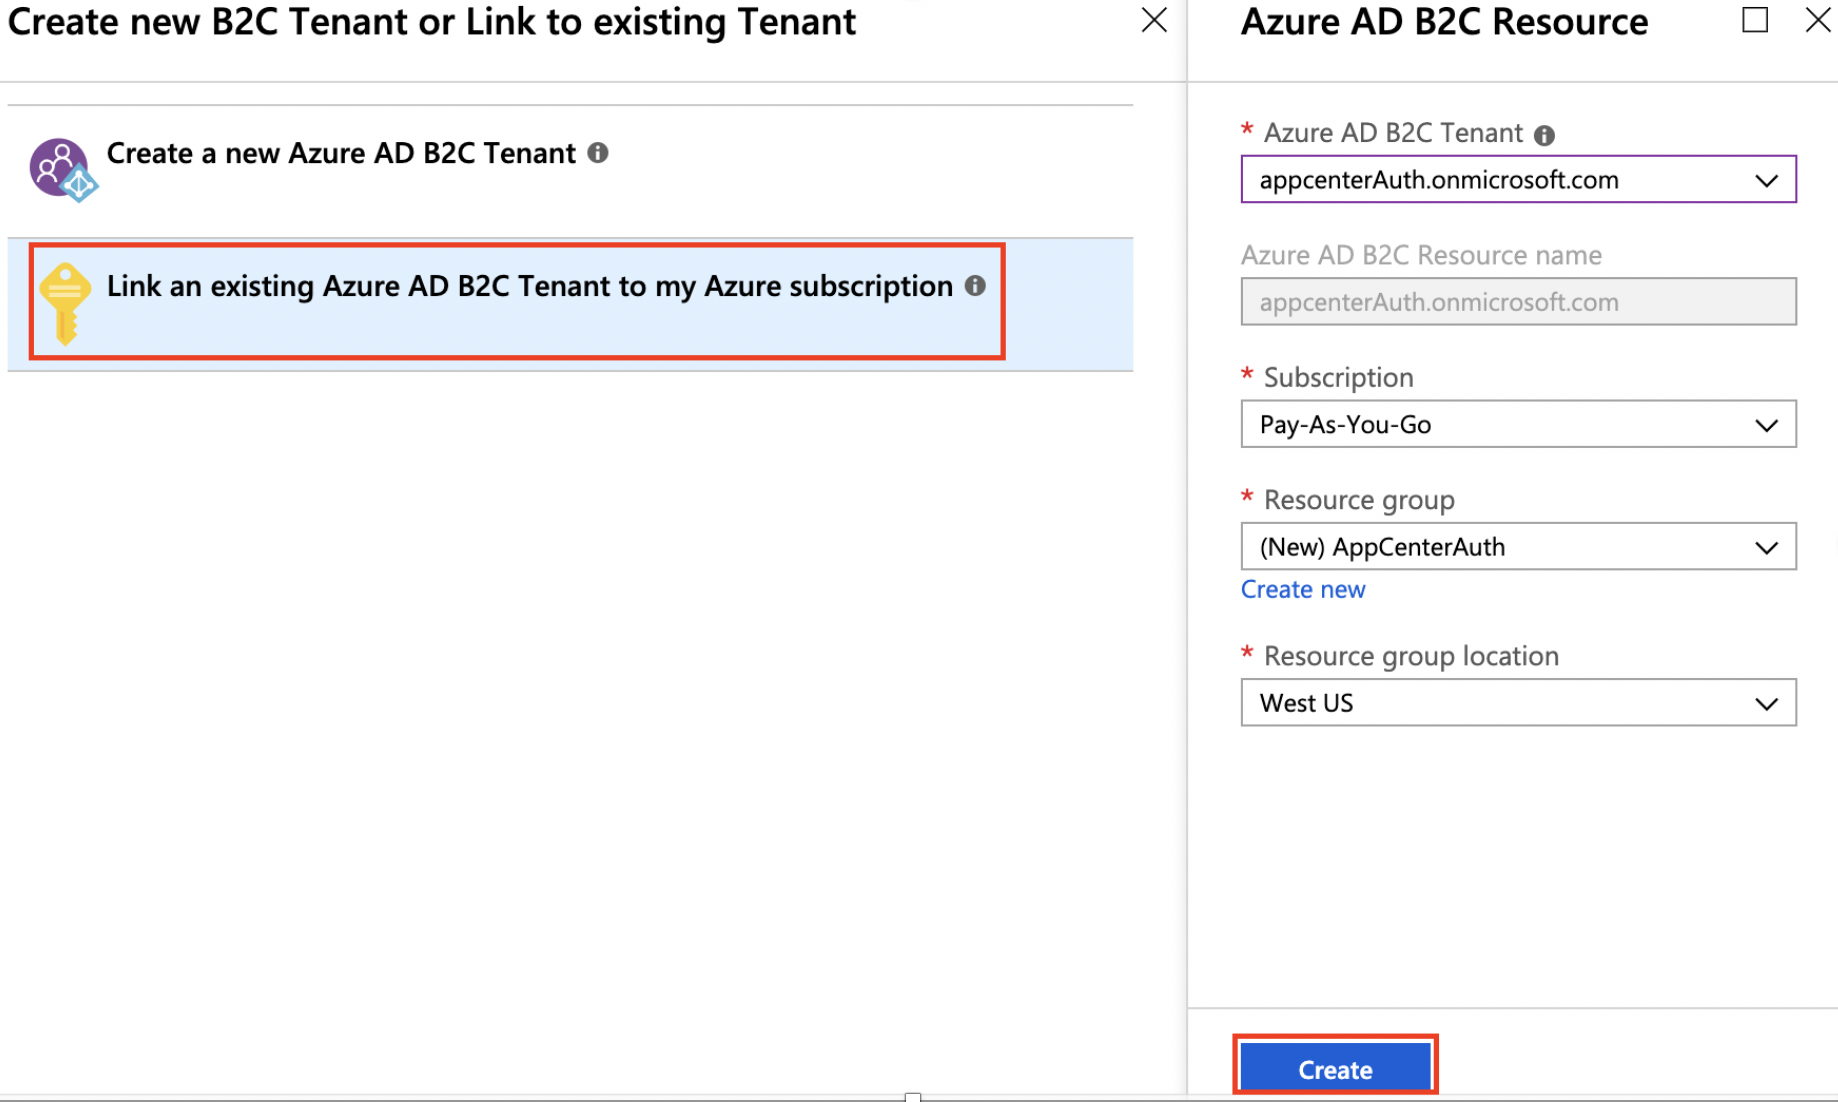 Create new B2C Tenant or Link to existing Tenant
Create a new Azure AD B2C Tenant
Link an existing Azure AD B2C Tenant to my Azure subscription
Azure AD B2C Resource
* Azure AD B2C Tenant
appcenterAuth.onmicrosoft.com
Azure AD B2C Resource name
appcenterAuth.onmicrosoft.com
* Subscription
Pay-As-You-Go
* Resource group
(New) AppCenterAuth
Create new
* Resource group location
West US
Create